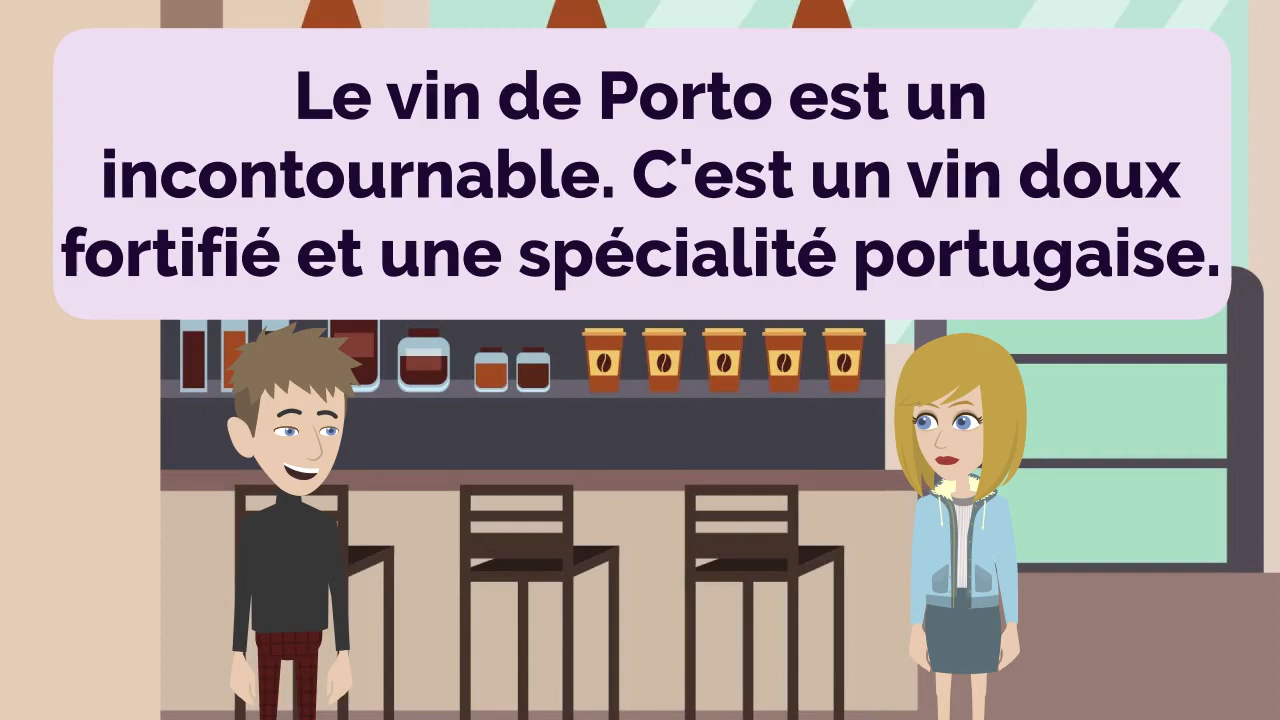 Le vin de Porto est un
incontournable. C'est un vin doux
fortifié et une spécialité portugaise.